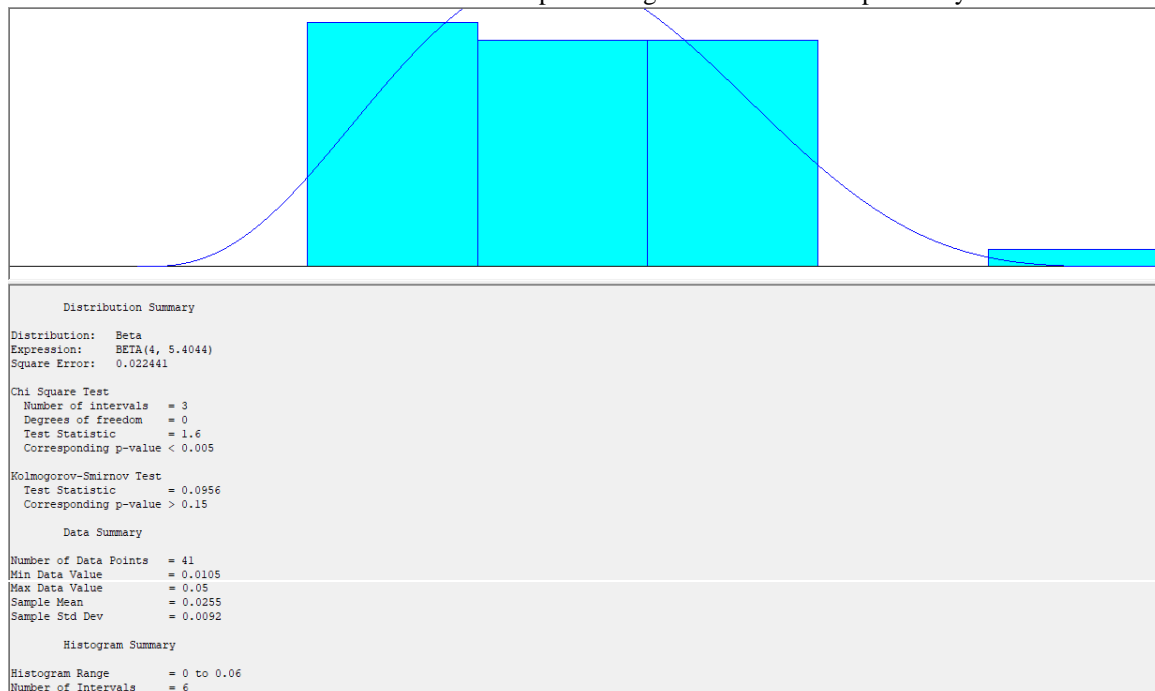 Distribution Summary
Distribution: Beta
Expression: BETA(4, 5.4044)
Square Error: 0.022441
Chi Square Test
Number of intervals = 3
Degrees of freedom = 0
Test Statistic = 1.6
Corresponding p-value < 0.005
Kolmogorov-Smirnov Test
Test Statistic = 0.0956
Corresponding p-value > 0.15
Data Summary
Number of Data Points = 41
Min Data Value = 0.0105
Max Data Value = 0.05
Sample Mean = 0.0255
Sample Std Dev = 0.0092
Histogram Summary
Histogram Range = 0 to 0.06
Number of Intervals = 6